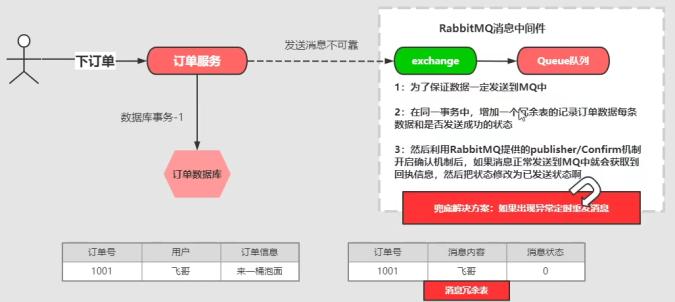 RabbitMQ消息中间件
下订单
订单服务
发送消息不可靠
exchange
Queue队列
数据库事务-1
订单数据库
1：为了保证数据一定发送到MQ中
2：在同一事务中，增加一个冗余表的记录订单数据每条
数据和是否发送成功的状态
3：然后利用RabbitMQ提供的publisher/Confirm机制
开启确认机制后，如果消息正常发送到MQ中就会获取到
回执信息，然后把状态修改为已发送状态啊
兜底解决方案：如果出现异常定时重发消息
订单号 用户 订单信息
1001 飞哥 来一桶泡面
订单号 消息内容 消息状态
1001 飞哥 0
消息冗余表